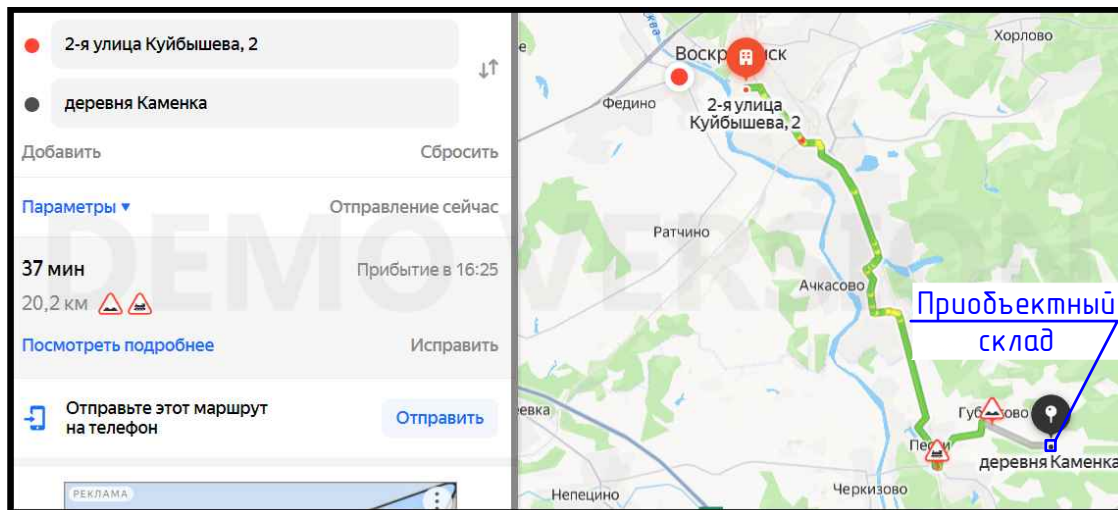 2-я улица Куйбышева, 2
деревня Каменка
Добавить
Сбросить
Параметры
Отправление сейчас
37 мин
Прибытие в 16:25
20,2 км
Посмотреть подробнее
Исправить
Отправьте этот маршрут
на телефон
Отправить
РЕКЛАМА
DEMO VERSION
Хорлово
Федино
2-я улица
Куйбышева, 2
Ратчино
Ачкасово
Приобъектный
склад
деревня Каменка
Черкизово
Непецино